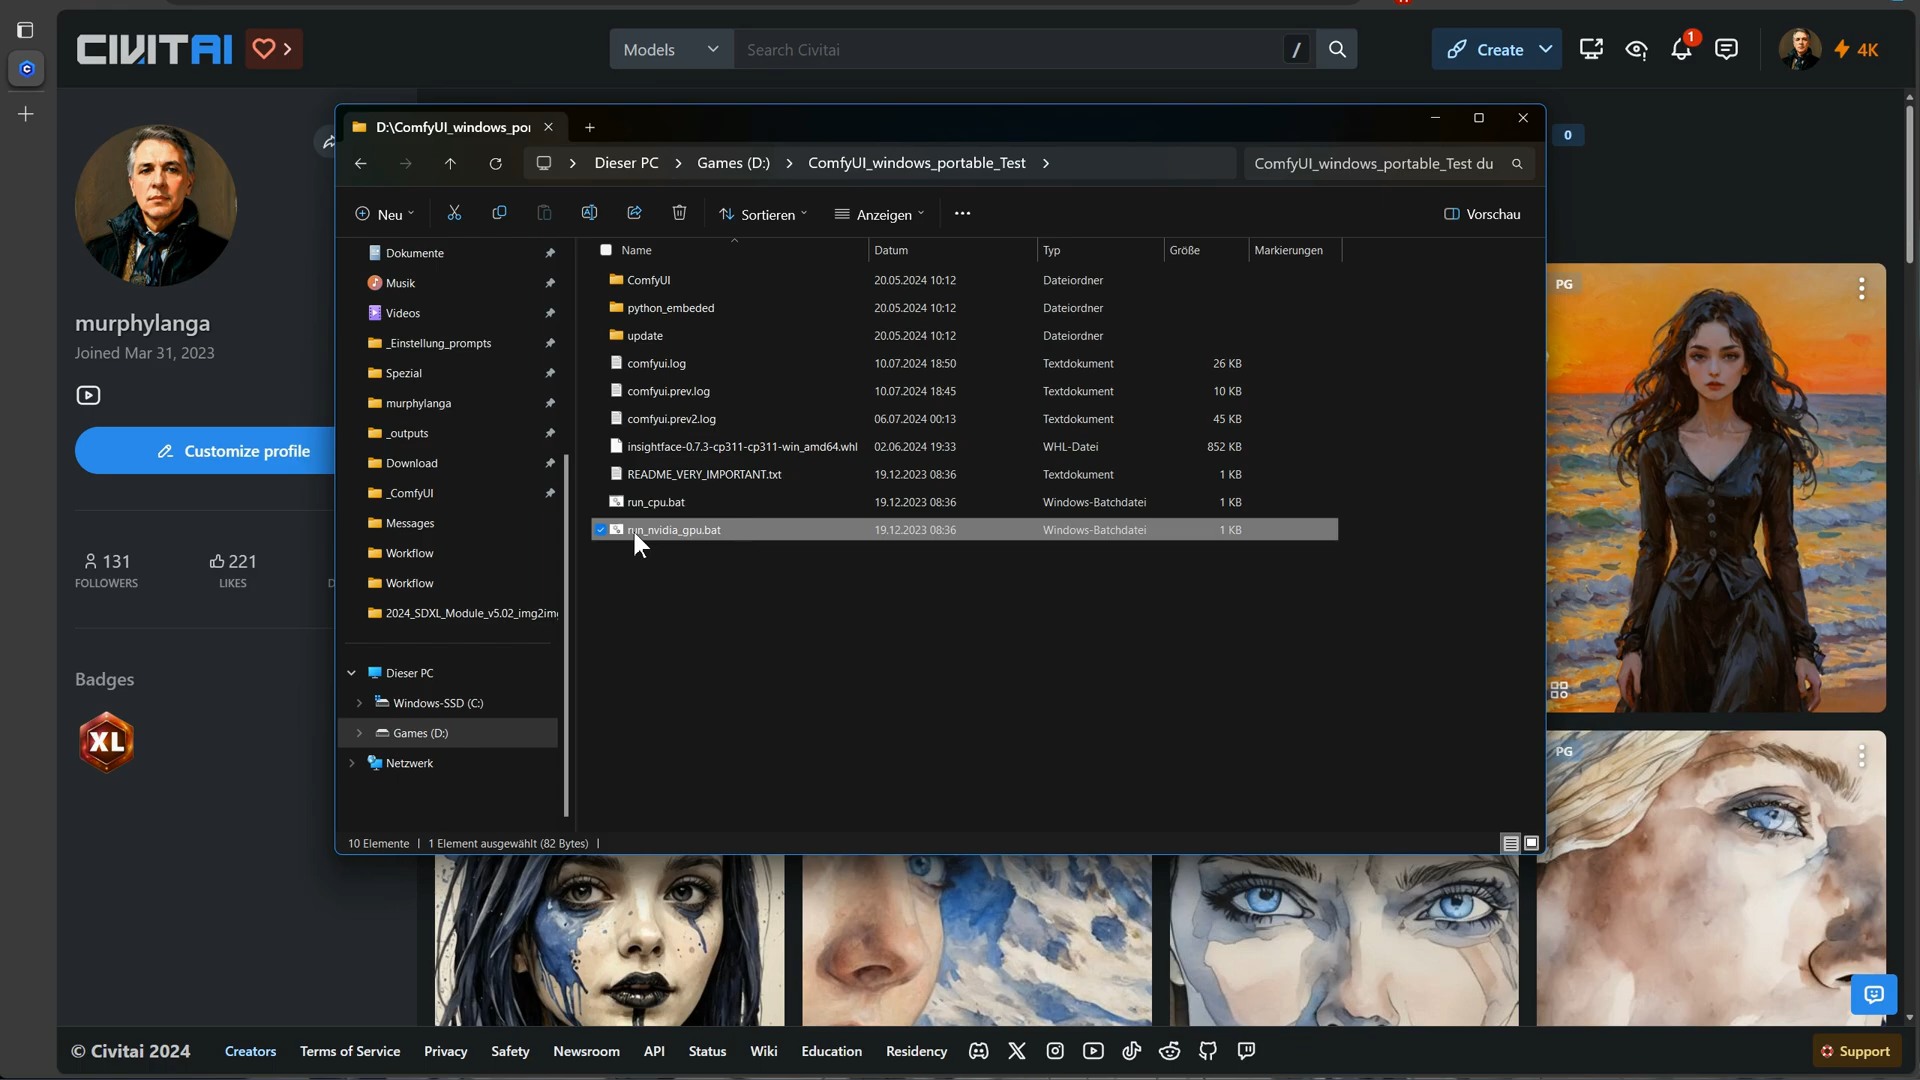 CIVITAI
Models
Search Civitai
/
Create
1
4K
D:\ComfyUI_windows_por
0
Dieser PC
Games (D:)
ComfyUI_windows_portable_Test
ComfyUI_windows_portable_Test du
Neu
Sortieren
Anzeigen
Vorschau
murphylanga
Joined Mar 31, 2023
Customize profile
131
FOLLOWERS
221
LIKES
D
Badges
XL
Dokumente
Musik
Videos
_Einstellung_prompts
Spezial
murphylanga
_outputs
Download
_ComfyUI
Messages
Workflow
Workflow
2024_SDXL_Module_v5.02_img2im
Dieser PC
Windows-SSD (C:)
Games (D:)
Netzwerk
Name Datum Typ Größe Markierungen
ComfyUI 20.05.2024 10:12 Dateiordner
python_embeded 20.05.2024 10:12 Dateiordner
update 20.05.2024 10:12 Dateiordner
comfyui.log 10.07.2024 18:50 Textdokument 26 KB
comfyui.prev.log 10.07.2024 18:45 Textdokument 10 KB
comfyui.prev2.log 06.07.2024 00:13 Textdokument 45 KB
insightface-0.7.3-cp311-cp311-win_amd64.whl 02.06.2024 19:33 WHL-Datei 852 KB
README_VERY_IMPORTANT.txt 19.12.2023 08:36 Textdokument 1 KB
run_cpu.bat 19.12.2023 08:36 Windows-Batchdatei 1 KB
run_nvidia_gpu.bat 19.12.2023 08:36 Windows-Batchdatei 1 KB
10 Elemente 1 Element ausgewählt (82 Bytes)
PG
PG
© Civitai 2024 Creators Terms of Service Privacy Safety Newsroom API Status Wiki Education Residency
Support